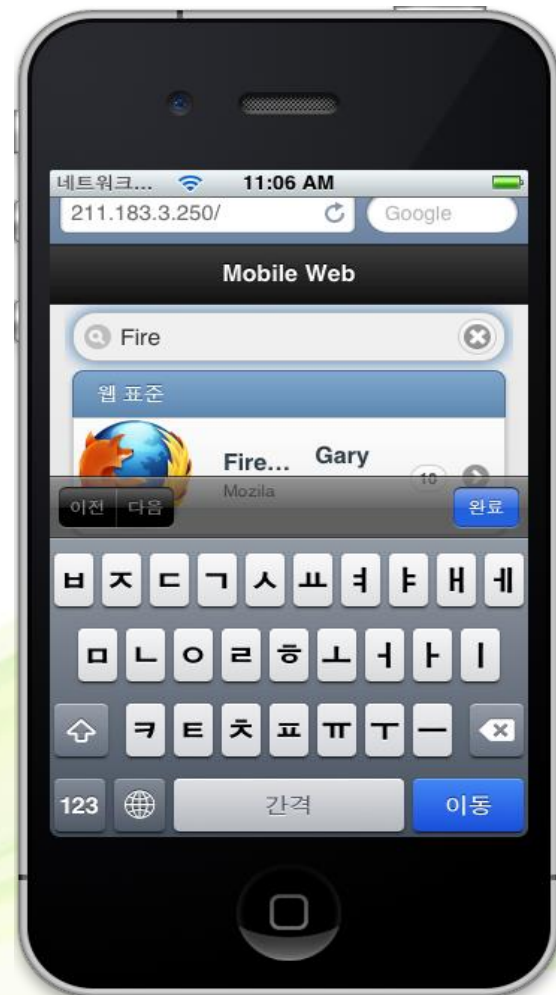 네트워크... 11:06 AM
211.183.3.250/ Google
Mobile Web
Fire
웹 표준
Fire... Gary
Mozila 10
이전 다음 완료
ㅂ ㅈ ㄷ ㄱ ㅅ ㅛ ㅕ ㅑ ㅐ ㅔ
ㅁ ㄴ ㅇ ㄹ ㅎ ㅗ ㅓ ㅏ ㅣ
ㅋ ㅌ ㅊ ㅍ ㅠ ㅜ ㅡ
123 간격 이동